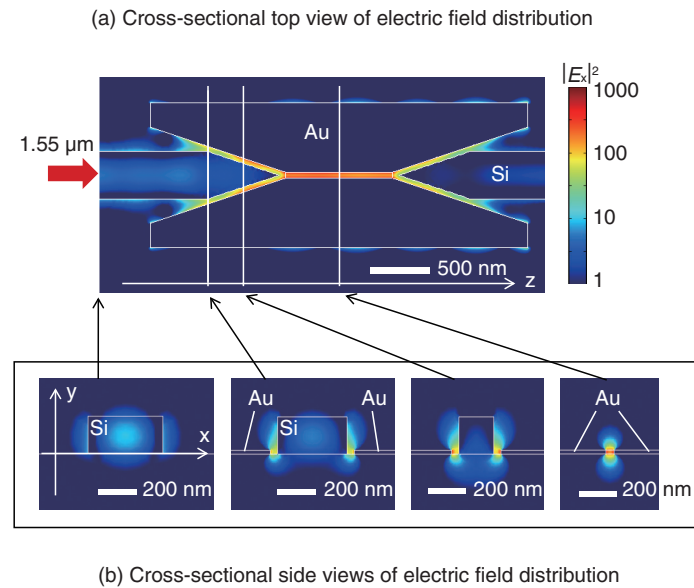 (a) Cross-sectional top view of electric field distribution
|Eₓ|²
1000
1.55 µm
Au
100
Si
10
500 nm
z
1
y
Si
x
200 nm
Au
Au
Si
200 nm
Au
200 nm
Au
200 nm
(b) Cross-sectional side views of electric field distribution